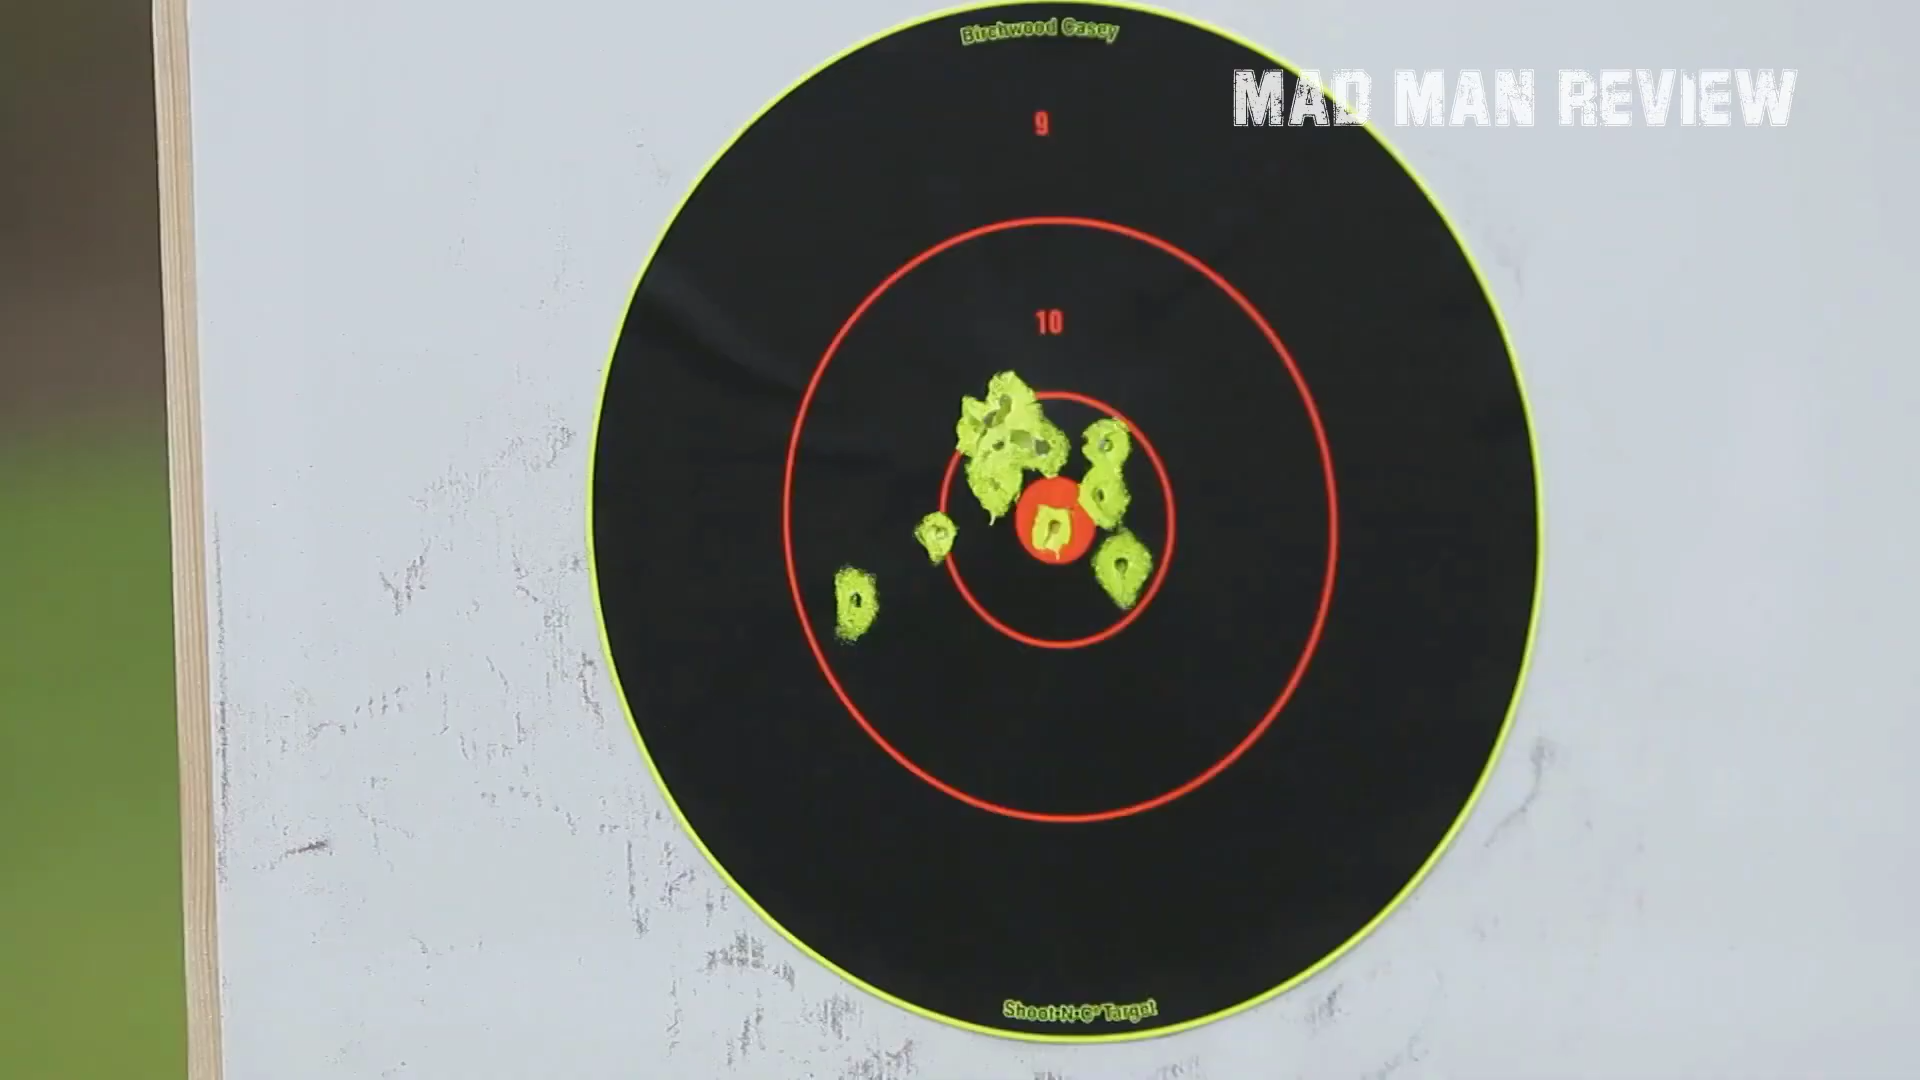 Birchwood Casey
MAD MAN REVIEW
9
10
Shoot•N•C® Target